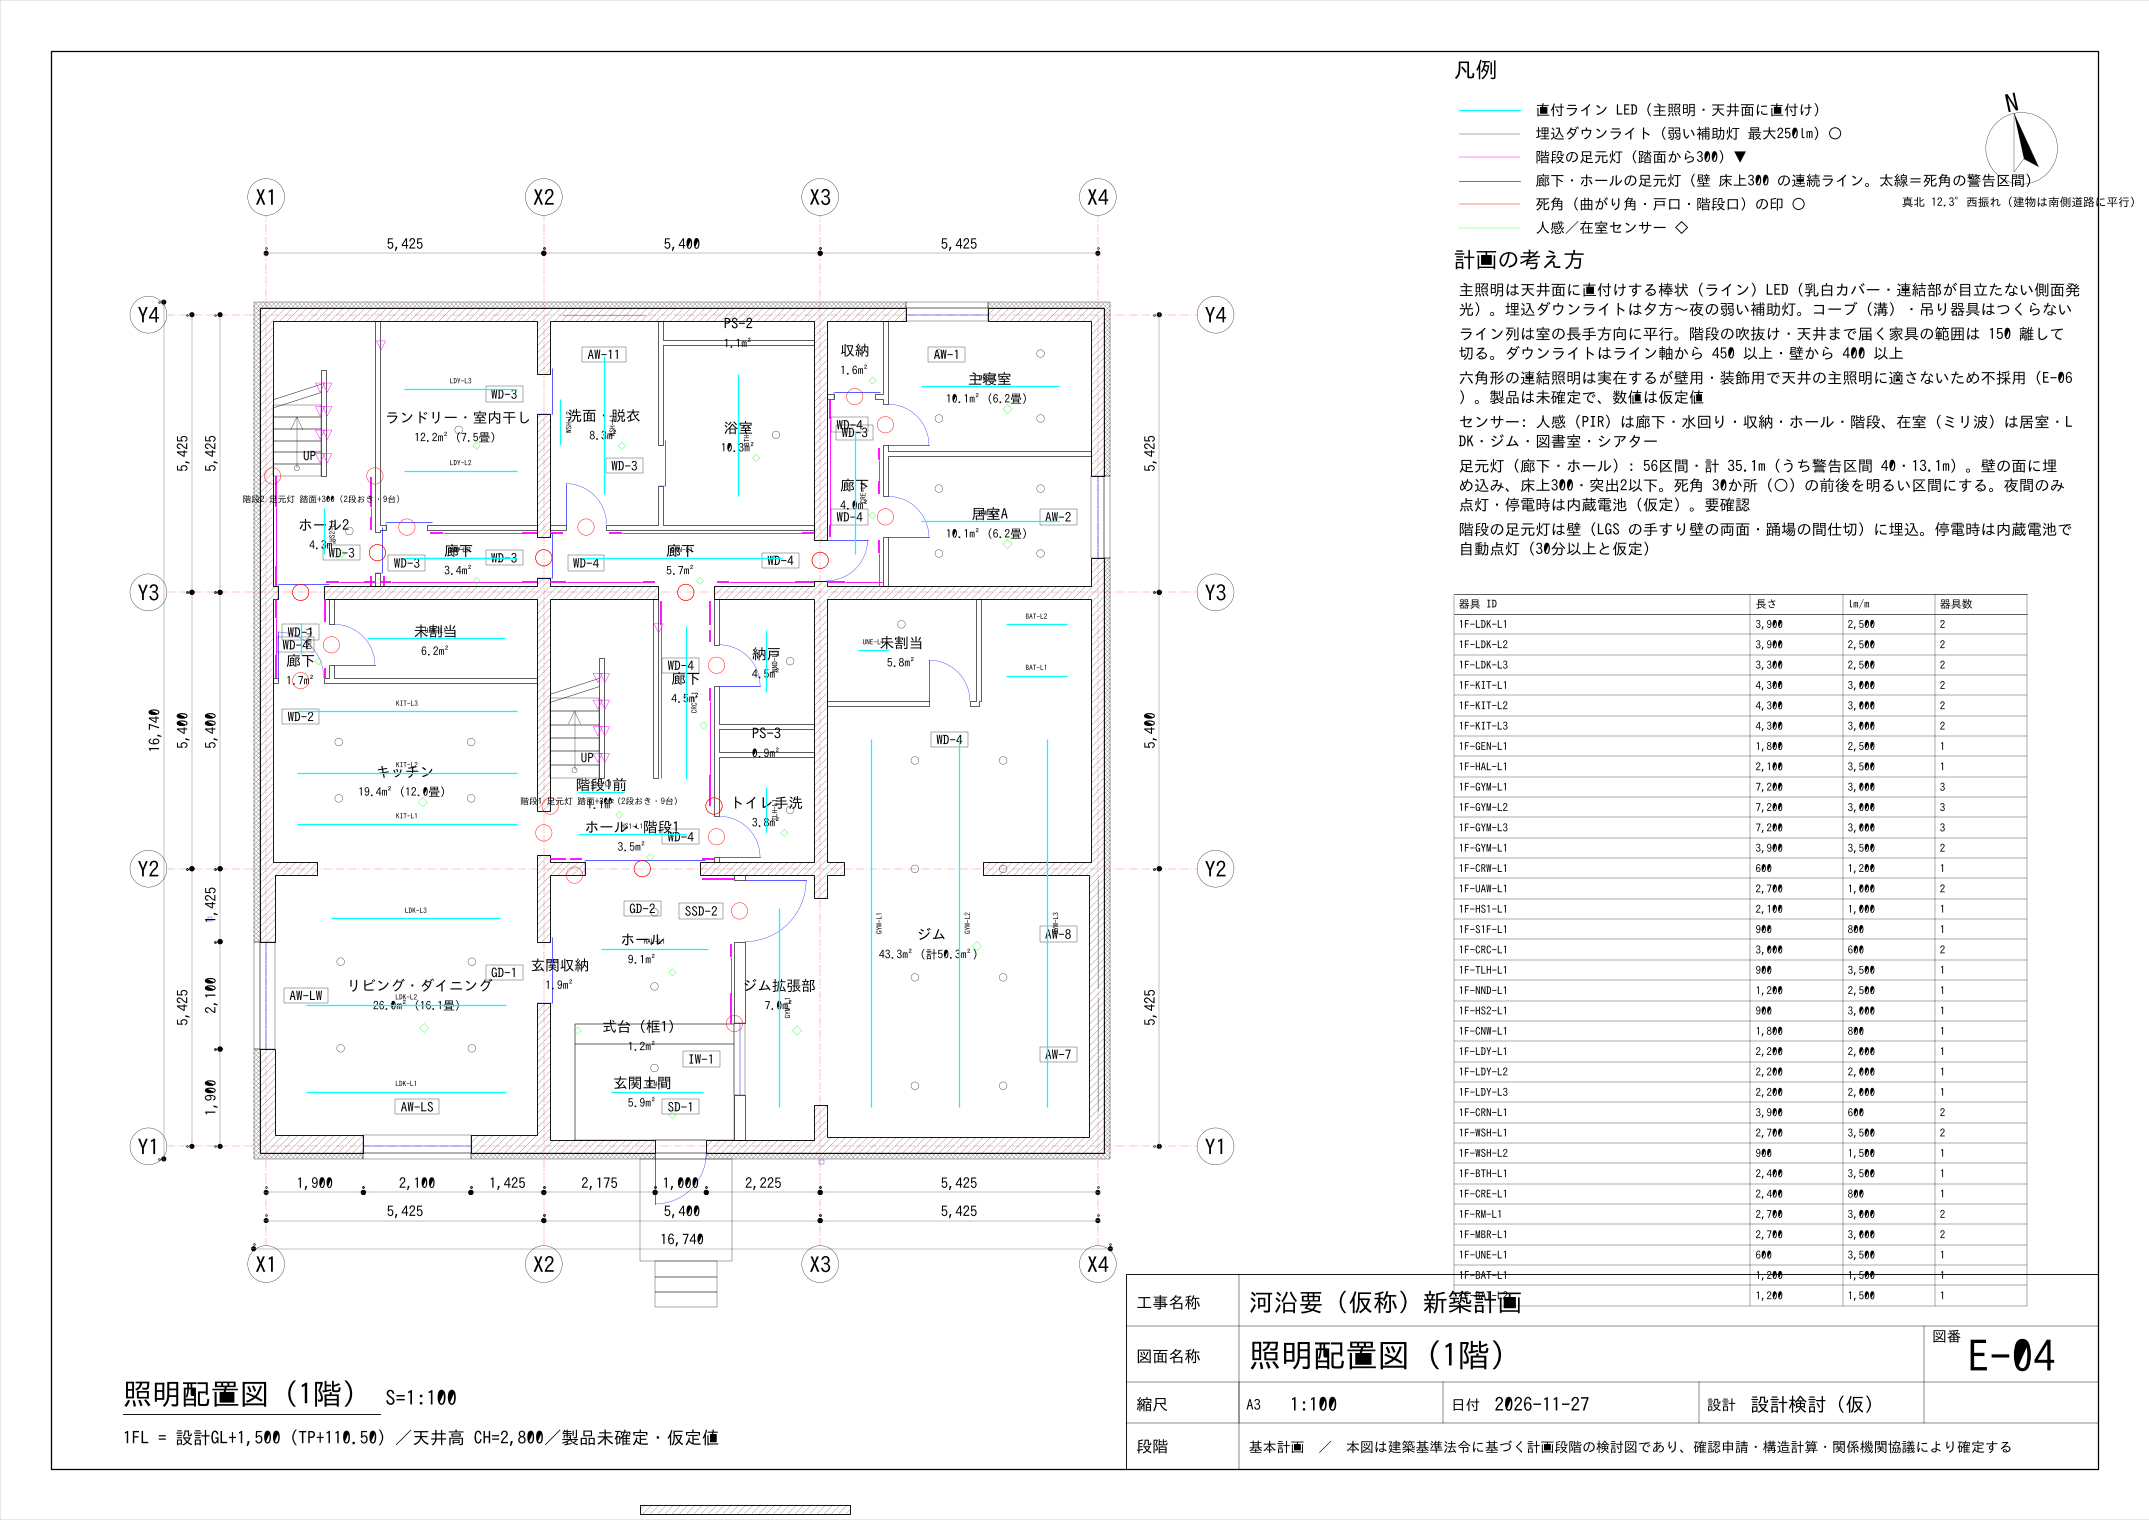 凡例
直付ライン LED（主照明・天井面に直付け）
埋込ダウンライト（弱い補助灯 最大250lm）○
階段の足元灯（踏面から300）▼
廊下・ホールの足元灯（壁 床上300 の連続ライン。太線＝死角の警告区間）
死角（曲がり角・戸口・階段口）の印 ○
人感／在室センサー ◇
N
真北 12.3° 西振れ（建物は南側道路に平行）
計画の考え方
主照明は天井面に直付けする棒状（ライン）LED（乳白カバー・連結部が目立たない側面発
光）。埋込ダウンライトは夕方～夜の弱い補助灯。コーブ（溝）・吊り器具はつくらない
ライン列は室の長手方向に平行。階段の吹抜け・天井まで届く家具の範囲は 150 離して
切る。ダウンライトはライン軸から 450 以上・壁から 400 以上
六角形の連結照明は実在するが壁用・装飾用で天井の主照明に適さないため不採用（E-06
）。製品は未確定で、数値は仮定値
センサー: 人感（PIR）は廊下・水回り・収納・ホール・階段、在室（ミリ波）は居室・L
DK・ジム・図書室・シアター
足元灯（廊下・ホール）: 56区間・計 35.1m（うち警告区間 40・13.1m）。壁の面に埋
め込み、床上300・突出2以下。死角 30か所（○）の前後を明るい区間にする。夜間のみ
点灯・停電時は内蔵電池（仮定）。要確認
階段の足元灯は壁（LGS の手すり壁の両面・踊場の間仕切）に埋込。停電時は内蔵電池で
自動点灯（30分以上と仮定）
器具 ID 長さ lm/m 器具数
1F-LDK-L1 3,900 2,500 2
1F-LDK-L2 3,900 2,500 2
1F-LDK-L3 3,300 2,500 2
1F-KIT-L1 4,300 3,000 2
1F-KIT-L2 4,300 3,000 2
1F-KIT-L3 4,300 3,000 2
1F-GEN-L1 1,800 2,500 1
1F-HAL-L1 2,100 3,500 1
1F-GYM-L1 7,200 3,000 3
1F-GYM-L2 7,200 3,000 3
1F-GYM-L3 7,200 3,000 3
1F-GYM-L1 3,900 3,500 2
1F-CRW-L1 600 1,200 1
1F-UAW-L1 2,700 1,000 2
1F-HS1-L1 2,100 1,000 1
1F-S1F-L1 900 800 1
1F-CRC-L1 3,000 600 2
1F-TLH-L1 900 3,500 1
1F-NND-L1 1,200 2,500 1
1F-HS2-L1 900 3,000 1
1F-CNW-L1 1,800 800 1
1F-LDY-L1 2,200 2,000 1
1F-LDY-L2 2,200 2,000 1
1F-LDY-L3 2,200 2,000 1
1F-CRN-L1 3,900 600 2
1F-WSH-L1 2,700 3,500 2
1F-WSH-L2 900 1,500 1
1F-BTH-L1 2,400 3,500 1
1F-CRE-L1 2,400 800 1
1F-RM-L1 2,700 3,000 2
1F-MBR-L1 2,700 3,000 2
1F-UNE-L1 600 3,500 1
1F-BAT-L1 1,200 1,500 1
1,200 1,500 1
X1 X2 X3 X4
5,425 5,400 5,425
Y4 Y4
Y3 Y3
Y2 Y2
Y1 Y1
16,740
5,425 5,425 5,425
5,400 5,400 5,400
5,425 1,425 2,100 1,900 5,425
PS-2
1.1m²
AW-11
収納
1.6m²
AW-1
主寝室
10.1m²（6.2畳）
LDY-L3
WD-3
ランドリー・室内干し
12.2m²（7.5畳）
LDY-L2
洗面・脱衣
8.3m²
WD-3
浴室
10.3m²
WD-4
WD-3
UP
階段2 足元灯 踏面+300（2段おき・9台）
ホール2
4.3m²
WD-3
WD-3
廊下
3.4m²
WD-3
WD-4
廊下
5.7m²
WD-4
廊下
4.0m²
WD-4
居室A
10.1m²（6.2畳）
AW-2
WD-1
WD-4
廊下
1.7m²
WD-2
未割当
6.2m²
WD-4
廊下
4.5m²
CRC-L1
納戸
4.5m²
UNE-L1
未割当
5.8m²
BAT-L2
BAT-L1
KIT-L3
KIT-L2
キッチン
19.4m²（12.0畳）
KIT-L1
UP
階段1前
1.1m²
階段1 足元灯 踏面+300（2段おき・9台）
ホール・階段1
3.5m²
WD-4
PS-3
0.9m²
トイレ手洗
3.8m²
WD-4
LDK-L3
GD-2
SSD-2
ホール
9.1m²
GYM-L1
GYM-L2
GYM-L3
ジム
43.3m²（計50.3m²）
AW-8
AW-LW
GD-1
リビング・ダイニング
LDK-L2
26.0m²（16.1畳）
玄関収納
1.9m²
ジム拡張部
7.0m²
GYM-L1
式台（框1）
1.2m²
IW-1
AW-7
LDK-L1
AW-LS
玄関土間
5.9m²
SD-1
1,900 2,100 1,425 2,175 1,000 2,225 5,425
5,425 5,400 5,425
16,740
X1 X2 X3 X4
照明配置図（1階） S=1:100
1FL = 設計GL+1,500（TP+110.50）／天井高 CH=2,800／製品未確定・仮定値
工事名称 河沿要（仮称）新築計画
図面名称 照明配置図（1階） 図番 E-04
縮尺 A3 1:100 日付 2026-11-27 設計 設計検討（仮）
段階 基本計画 ／ 本図は建築基準法令に基づく計画段階の検討図であり、確認申請・構造計算・関係機関協議により確定する